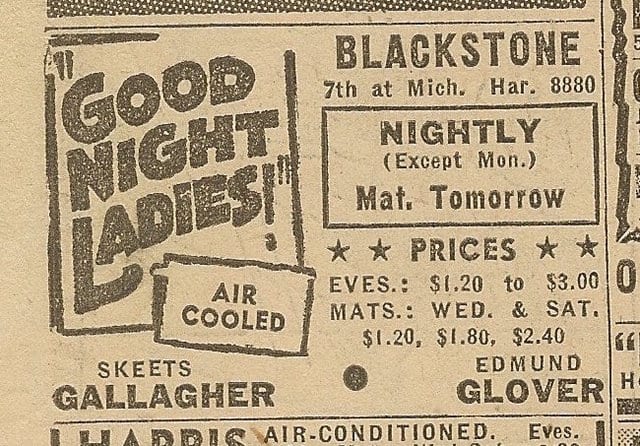 "GOOD
NIGHT
LADIES!"
AIR
COOLED
BLACKSTONE
7th at Mich. Har. 8880
NIGHTLY
(Except Mon.)
Mat. Tomorrow
★ ★ PRICES ★ ★
EVES.: $1.20 to $3.00
MATS.: WED. & SAT.
$1.20, $1.80, $2.40
SKEETS
GALLAGHER
●
EDMUND
GLOVER
HARRIS AIR-CONDITIONED. Eves.